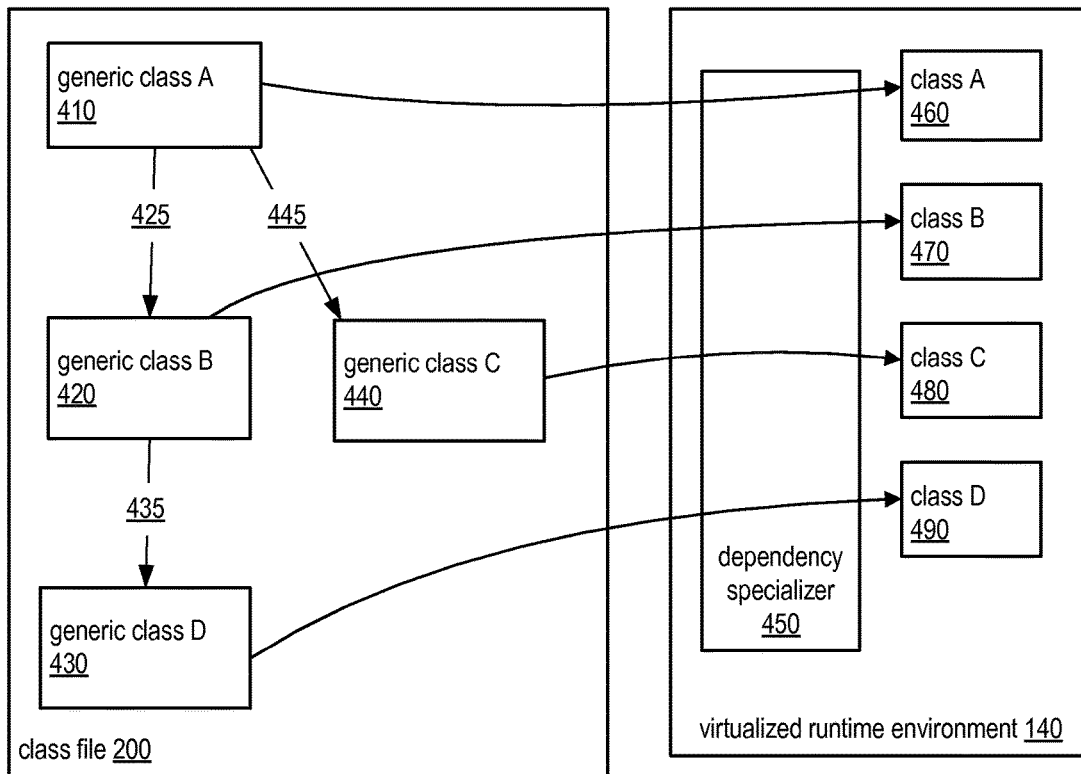 generic class A
410
425
445
generic class B
420
generic class C
440
435
generic class D
430
class file 200
class A
460
class B
470
class C
480
class D
490
dependency
specializer
450
virtualized runtime environment 140